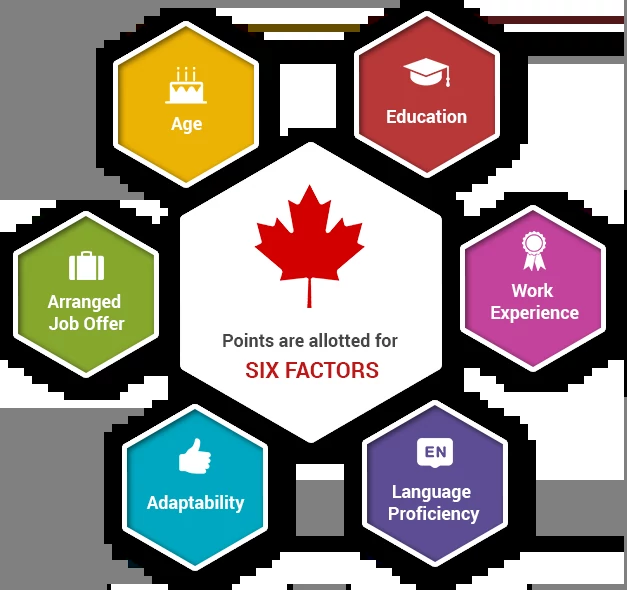 Age
Education
Arranged
Job Offer
Points are allotted for
SIX FACTORS
Work
Experience
Adaptability
EN
Language
Proficiency